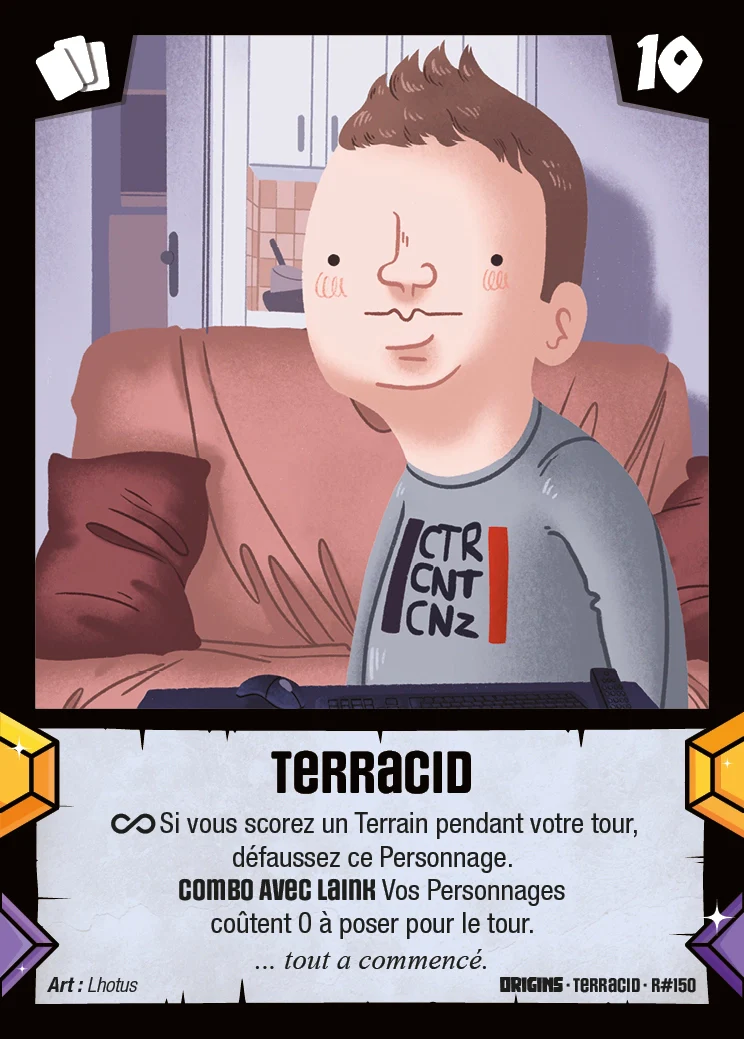 10
CTR
CNT
CNZ
TERRACID
∞ Si vous scorez un Terrain pendant votre tour,
défaussez ce Personnage.
COMBO AVEC LAINK Vos Personnages
coûtent 0 à poser pour le tour.
... tout a commencé.
Art : Lhotus
ORIGINS · TERRACID · R#150